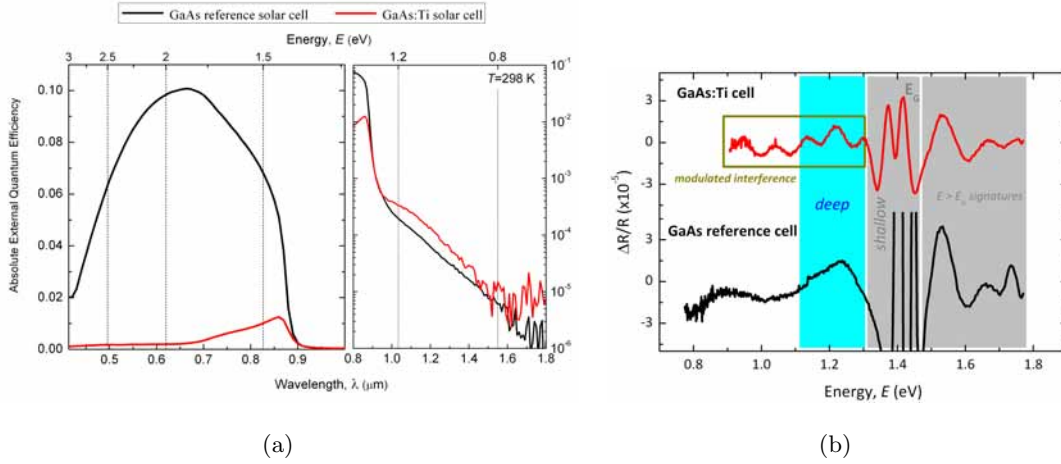 GaAs reference solar cell GaAs:Ti solar cell
Energy, E (eV)
3 2.5 2 1.5 1.2 0.8
T=298 K
Absolute External Quantum Efficiency
0.10
0.08
0.06
0.04
0.02
0.00
10^-1
10^-2
10^-3
10^-4
10^-5
10^-6
0.5 0.6 0.7 0.8 0.9 0.8 1.0 1.2 1.4 1.6 1.8
Wavelength, λ (μm)
(a)
GaAs:Ti cell
E_G
modulated interference
deep
shallow
E > E_G signatures
GaAs reference cell
ΔR/R (x10^-5)
3
0
-3
3
0
-3
0.8 1.0 1.2 1.4 1.6 1.8
Energy, E (eV)
(b)